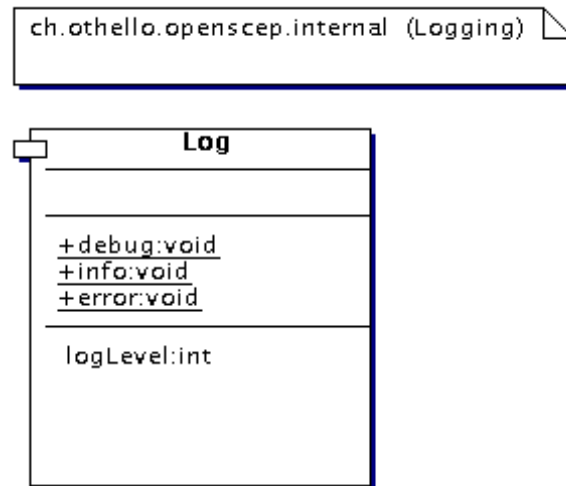 ch.othello.openscep.internal (Logging)
Log
+debug:void
+info:void
+error:void
logLevel:int